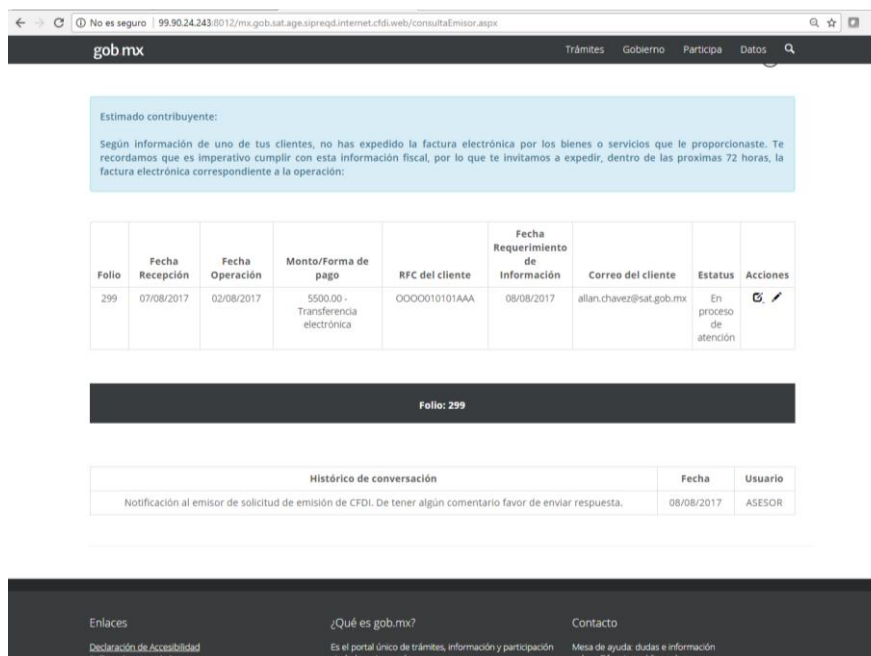 No es seguro | 99.90.24.243:8012/mx.gob.sat.age.sipreqd.internet.cfdi.web/consultaEmisor.aspx
gob mx Trámites Gobierno Participa Datos
Estimado contribuyente:
Según información de uno de tus clientes, no has expedido la factura electrónica por los bienes o servicios que le proporcionaste. Te
recordamos que es imperativo cumplir con esta información fiscal, por lo que te invitamos a expedir, dentro de las proximas 72 horas, la
factura electrónica correspondiente a la operación:
Folio Fecha Recepción Fecha Operación Monto/Forma de pago RFC del cliente Fecha Requerimiento de Información Correo del cliente Estatus Acciones
299 07/08/2017 02/08/2017 5500.00 - Transferencia electrónica OOOO010101AAA 08/08/2017 allan.chavez@sat.gob.mx En proceso de atención
Folio: 299
Histórico de conversación Fecha Usuario
Notificación al emisor de solicitud de emisión de CFDI. De tener algún comentario favor de enviar respuesta. 08/08/2017 ASESOR
Enlaces ¿Qué es gob.mx? Contacto
Declaración de Accesibilidad Es el portal único de trámites, información y participación Mesa de ayuda: dudas e información